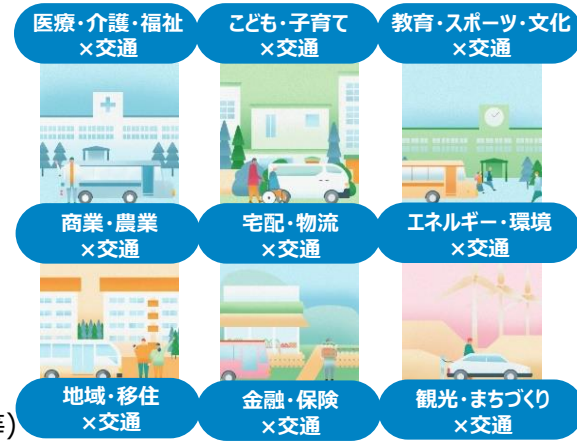 医療・介護・福祉
×交通
こども・子育て
×交通
教育・スポーツ・文化
×交通
商業・農業
×交通
宅配・物流
×交通
エネルギー・環境
×交通
地域・移住
×交通
金融・保険
×交通
観光・まちづくり
×交通
)